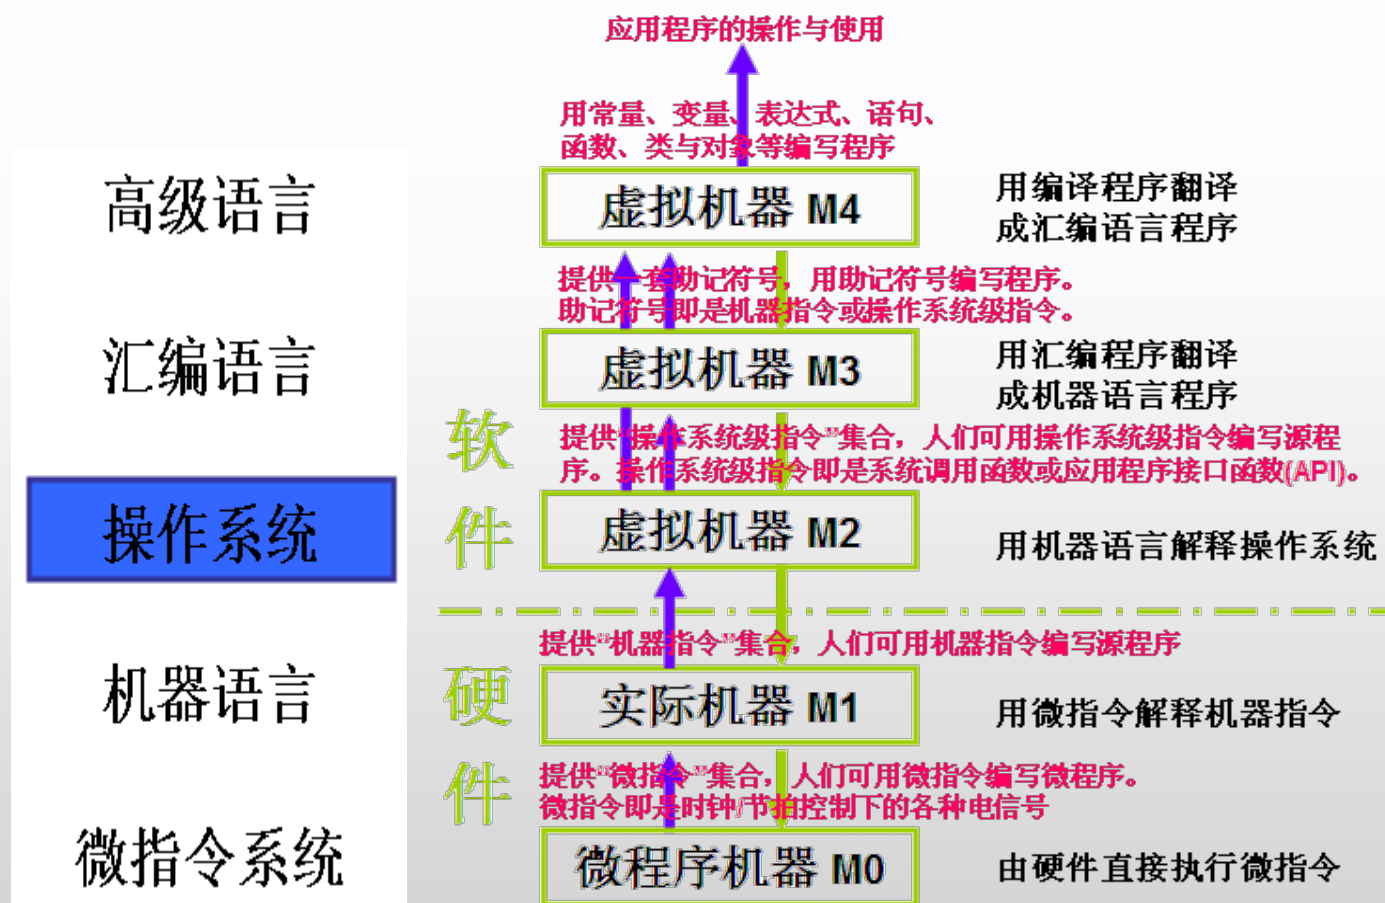 应用程序的操作与使用
用常量、变量、表达式、语句、
函数、类与对象等编写程序
高级语言
虚拟机器 M4
用编译程序翻译
成汇编语言程序
提供一套助记符号，用助记符号编写程序。
助记符号即是机器指令或操作系统级指令。
汇编语言
虚拟机器 M3
用汇编程序翻译
成机器语言程序
软
件
提供“操作系统级指令”集合，人们可用操作系统级指令编写源程
序。操作系统级指令即是系统调用函数或应用程序接口函数(API)。
操作系统
虚拟机器 M2
用机器语言解释操作系统
提供“机器指令”集合，人们可用机器指令编写源程序
机器语言
硬
件
实际机器 M1
用微指令解释机器指令
提供“微指令”集合，人们可用微指令编写微程序。
微指令即是时钟/节拍控制下的各种电信号
微指令系统
微程序机器 M0
由硬件直接执行微指令